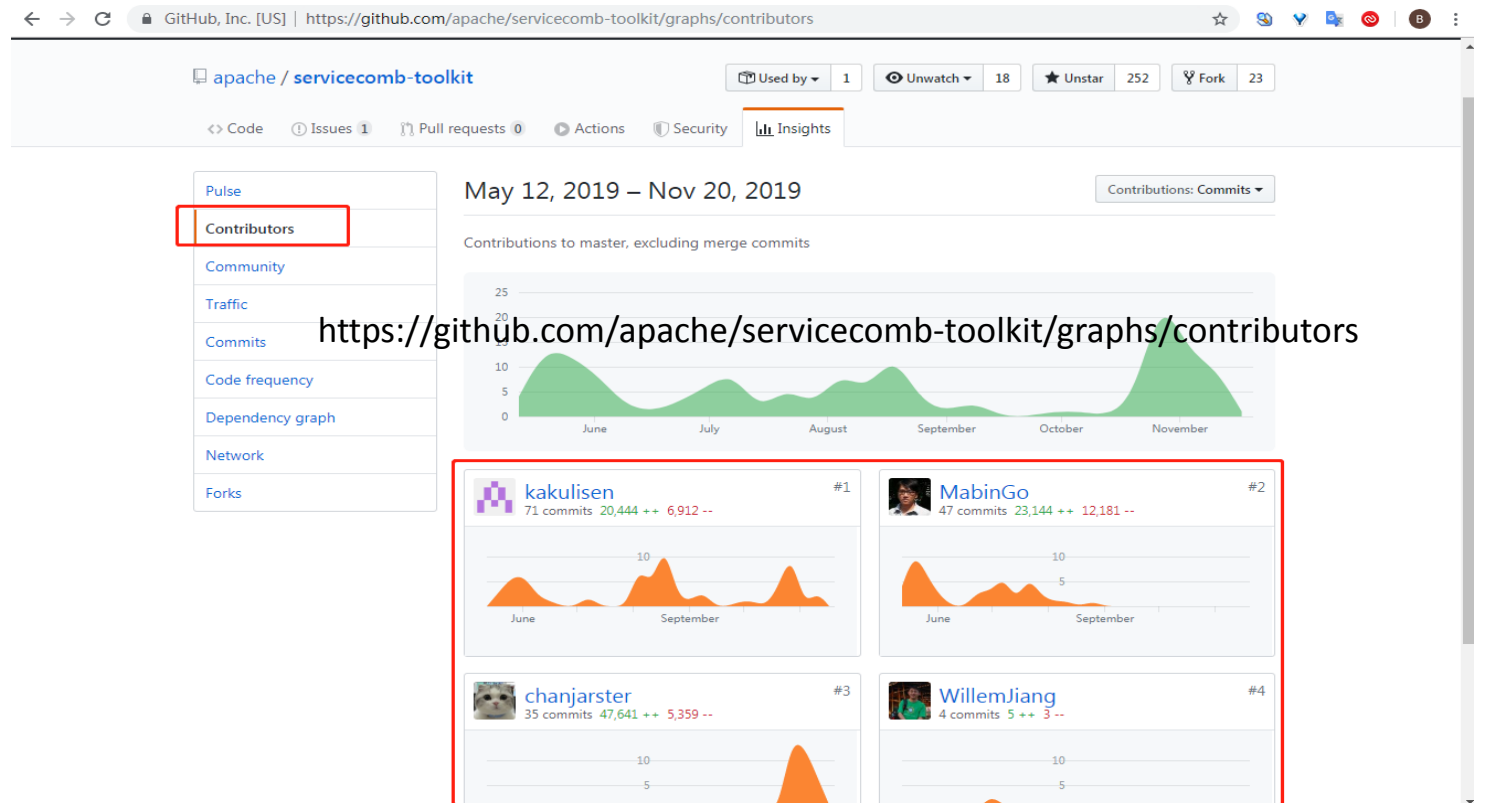 GitHub, Inc. [US] | https://github.com/apache/servicecomb-toolkit/graphs/contributors
B
apache / servicecomb-toolkit
Used by 1
Unwatch 18
Unstar 252
Fork 23
Code
Issues 1
Pull requests 0
Actions
Security
Insights
Pulse
Contributors
Community
Traffic
Commits
Code frequency
Dependency graph
Network
Forks
May 12, 2019 – Nov 20, 2019
Contributions: Commits
Contributions to master, excluding merge commits
25
20
15
10
5
0
June July August September October November
https://github.com/apache/servicecomb-toolkit/graphs/contributors
kakulisen #1
71 commits 20,444 ++ 6,912 --
10
June September
MabinGo #2
47 commits 23,144 ++ 12,181 --
10
5
June September
chanjarster #3
35 commits 47,641 ++ 5,359 --
10
5
WillemJiang #4
4 commits 5 ++ 3 --
10
5